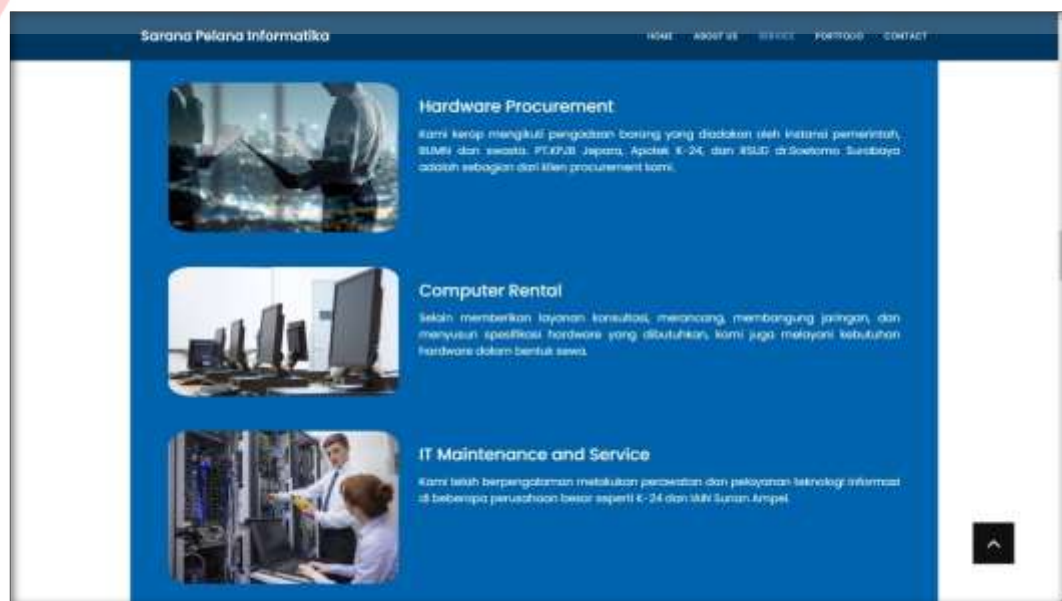 Sarana Pelana Informatika
HOME ABOUT US SERVICE PORTFOLIO CONTACT
Hardware Procurement
Kami kerap mengikuti pengadaan barang yang diadakan oleh instansi pemerintah,
BUMN dan swasta. PT.KPJB Jepara, Apotek K-24, dan RSUD dr.Soetomo Surabaya
adalah sebagian dari klien procurement kami.
Computer Rental
Selain memberikan layanan konsultasi, merancang, membangung jaringan, dan
menyusun spesifikasi hardware yang dibutuhkan, kami juga melayani kebutuhan
hardware dalam bentuk sewa.
IT Maintenance and Service
Kami telah berpengalaman melakukan perawatan dan pelayanan teknologi informasi
di beberapa perusahaan besar seperti K-24 dan IAIN Sunan Ampel.